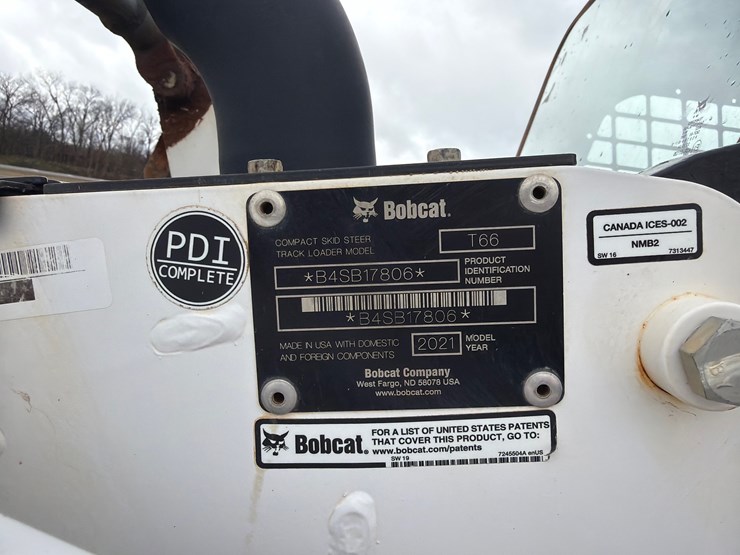 Bobcat.
COMPACT SKID STEER
TRACK LOADER MODEL
T66
*B4SB17806*
PRODUCT
IDENTIFICATION
NUMBER
*B4SB17806*
MADE IN USA WITH DOMESTIC
AND FOREIGN COMPONENTS
2021
MODEL
YEAR
Bobcat Company
West Fargo, ND 58078 USA
www.bobcat.com
PDI
COMPLETE
CANADA ICES-002
NMB2
SW 16
7313447
Bobcat®
FOR A LIST OF UNITED STATES PATENTS
THAT COVER THIS PRODUCT, GO TO:
www.bobcat.com/patents
SW 19
7245504A enUS